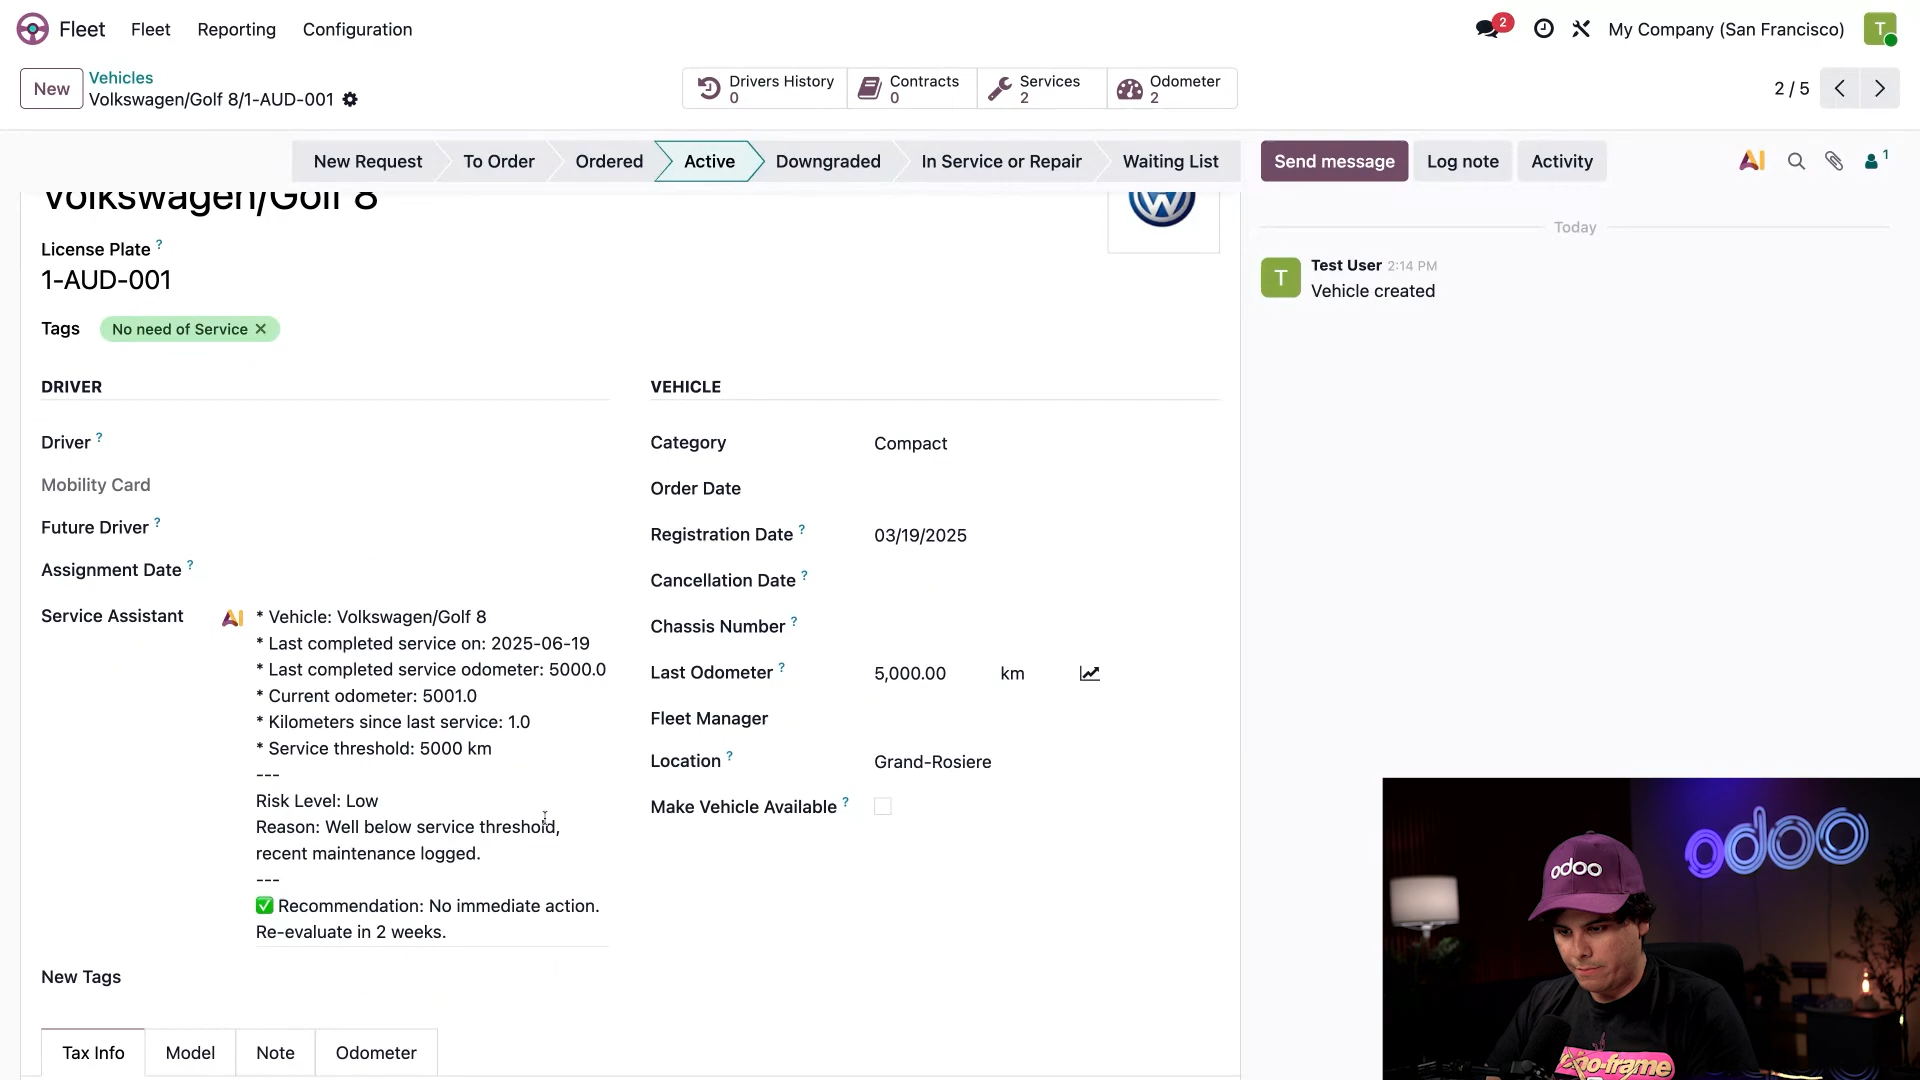 Fleet
Fleet
Reporting
Configuration
2
My Company (San Francisco)
T
New
Vehicles
Volkswagen/Golf 8/1-AUD-001
Drivers History
0
Contracts
0
Services
2
Odometer
2
2 / 5
New Request
To Order
Ordered
Active
Downgraded
In Service or Repair
Waiting List
Send message
Log note
Activity
AI
1
Volkswagen/Golf 8
License Plate ?
1-AUD-001
Tags
No need of Service
DRIVER
Driver ?
Mobility Card
Future Driver ?
Assignment Date ?
Service Assistant
AI
* Vehicle: Volkswagen/Golf 8
* Last completed service on: 2025-06-19
* Last completed service odometer: 5000.0
* Current odometer: 5001.0
* Kilometers since last service: 1.0
* Service threshold: 5000 km
---
Risk Level: Low
Reason: Well below service threshold,
recent maintenance logged.
---
✅ Recommendation: No immediate action.
Re-evaluate in 2 weeks.
New Tags
VEHICLE
Category Compact
Order Date
Registration Date ? 03/19/2025
Cancellation Date ?
Chassis Number ?
Last Odometer ? 5,000.00 km
Fleet Manager
Location ? Grand-Rosiere
Make Vehicle Available ?
Tax Info
Model
Note
Odometer
Today
T
Test User 2:14 PM
Vehicle created
odoo
odoo